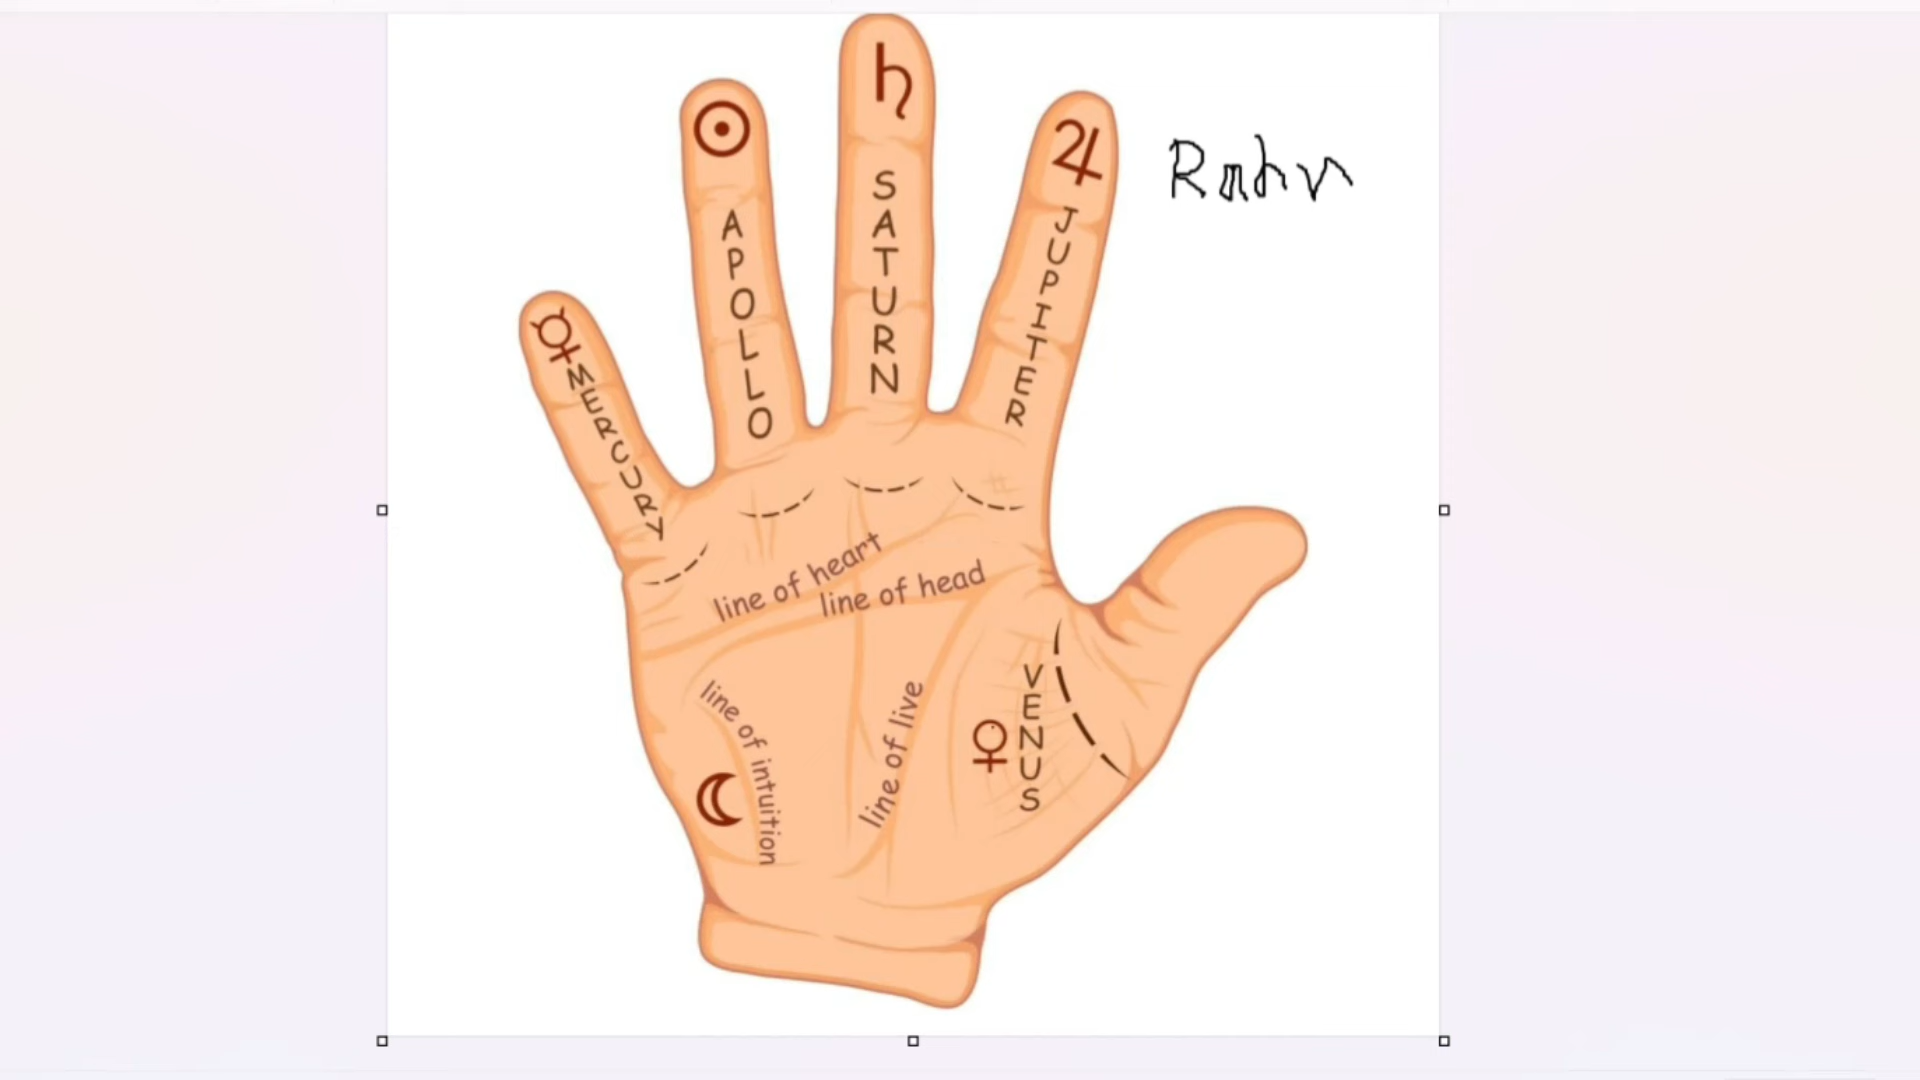 SATURN
APOLLO
JUPITER
Rahu
MERCURY
line of heart
line of head
VENUS
line of intuition
line of live